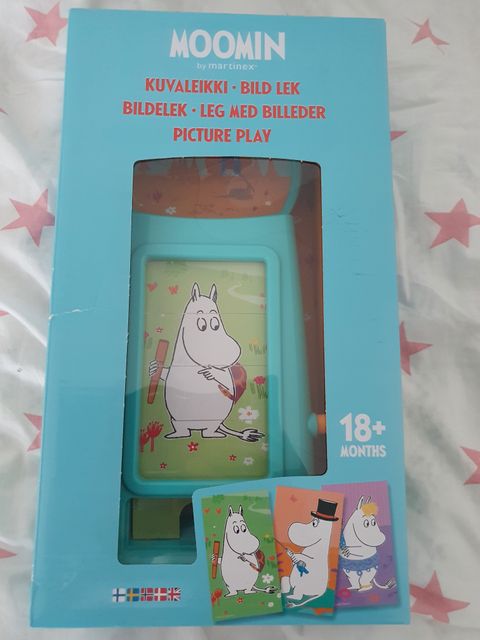 MOOMIN
by martinex
KUVALEIKKI · BILD LEK
BILDELEK · LEG MED BILLEDER
PICTURE PLAY
18+
MONTHS